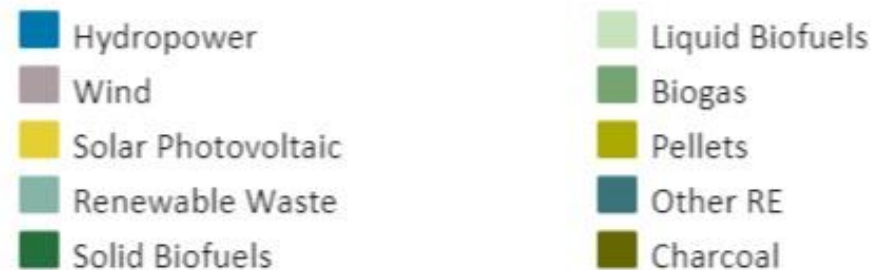 Hydropower
Wind
Solar Photovoltaic
Renewable Waste
Solid Biofuels
Liquid Biofuels
Biogas
Pellets
Other RE
Charcoal